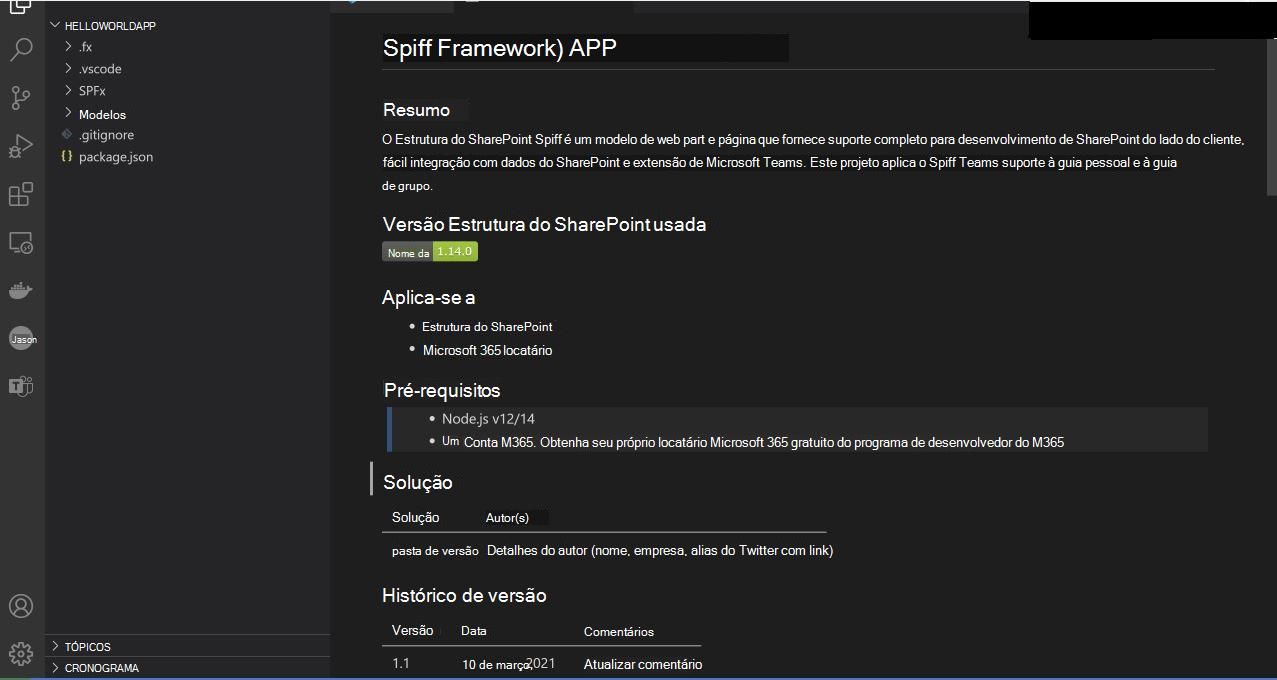 HELLOWORLDAPP
.fx
.vscode
SPFx
Modelos
.gitignore
{} package.json
Jason
T
TÓPICOS
CRONOGRAMA
Spiff Framework) APP
Resumo
O Estrutura do SharePoint Spiff é um modelo de web part e página que fornece suporte completo para desenvolvimento de SharePoint do lado do cliente,
fácil integração com dados do SharePoint e extensão de Microsoft Teams. Este projeto aplica o Spiff Teams suporte à guia pessoal e à guia
de grupo.
Versão Estrutura do SharePoint usada
Nome da 1.14.0
Aplica-se a
• Estrutura do SharePoint
• Microsoft 365 locatário
Pré-requisitos
• Node.js v12/14
• Um Conta M365. Obtenha seu próprio locatário Microsoft 365 gratuito do programa de desenvolvedor do M365
Solução
Solução Autor(s)
pasta de versão Detalhes do autor (nome, empresa, alias do Twitter com link)
Histórico de versão
Versão Data Comentários
1.1 10 de março, 2021 Atualizar comentário